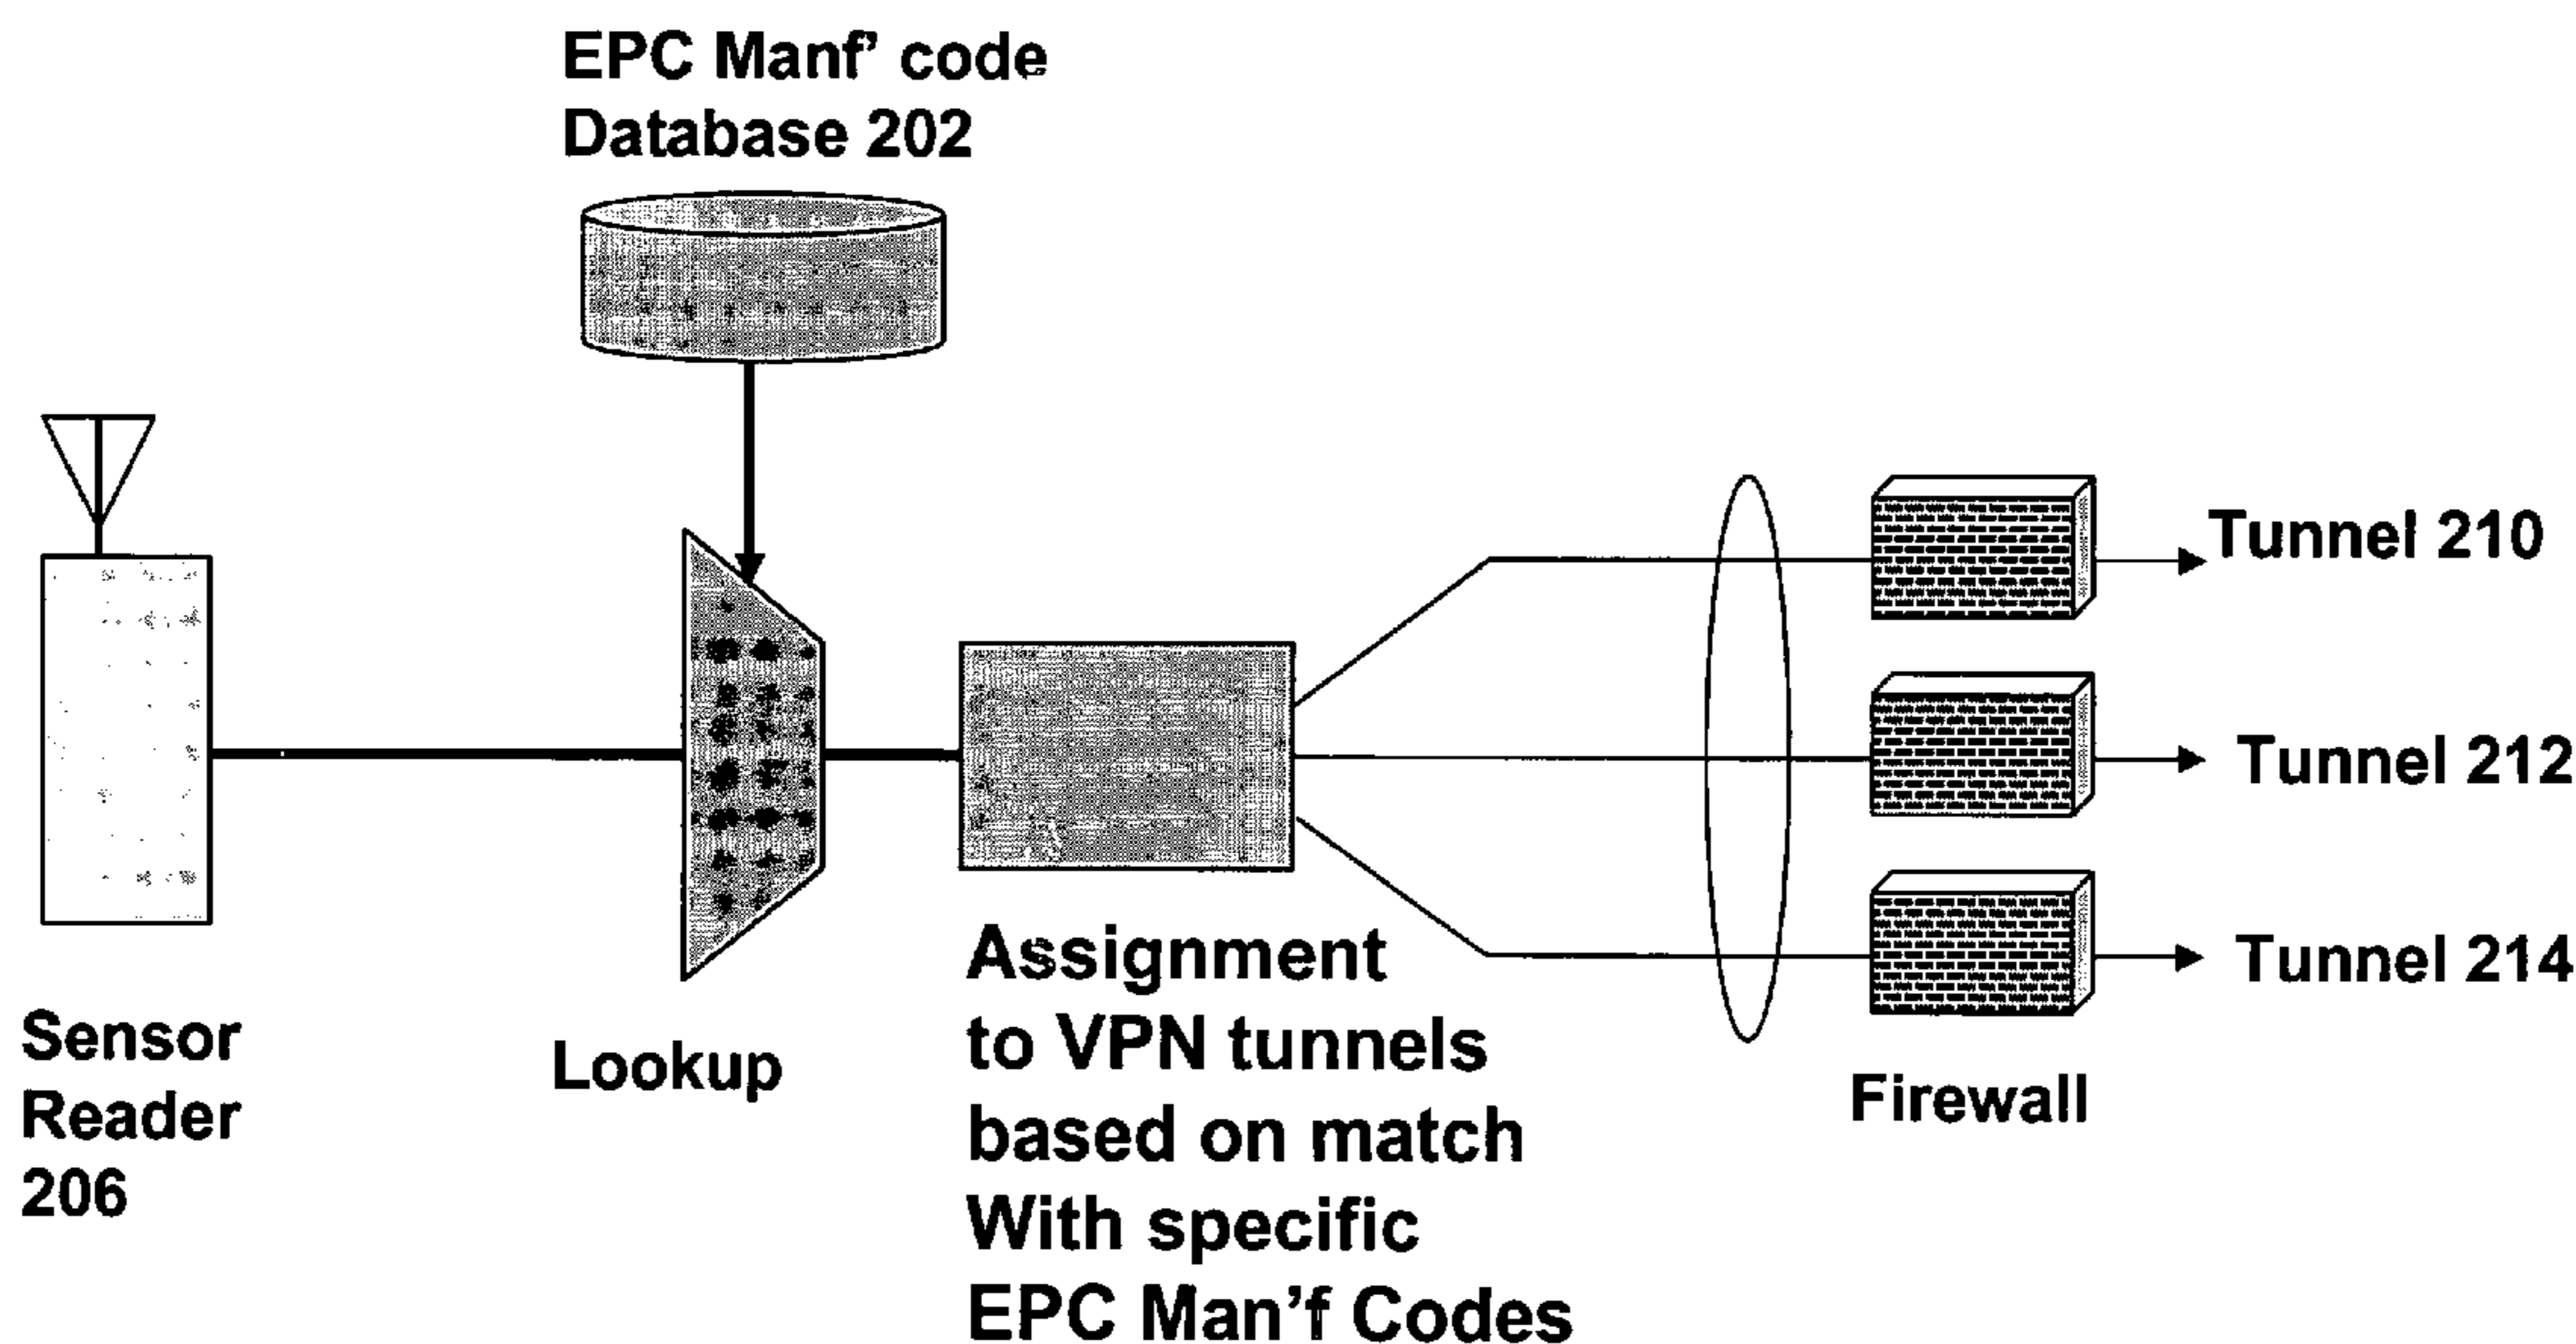 EPC Manf' code
Database 202
Tunnel 210
Tunnel 212
Tunnel 214
Sensor
Reader
206
Lookup
Assignment
to VPN tunnels
based on match
With specific
EPC Man'f Codes
Firewall